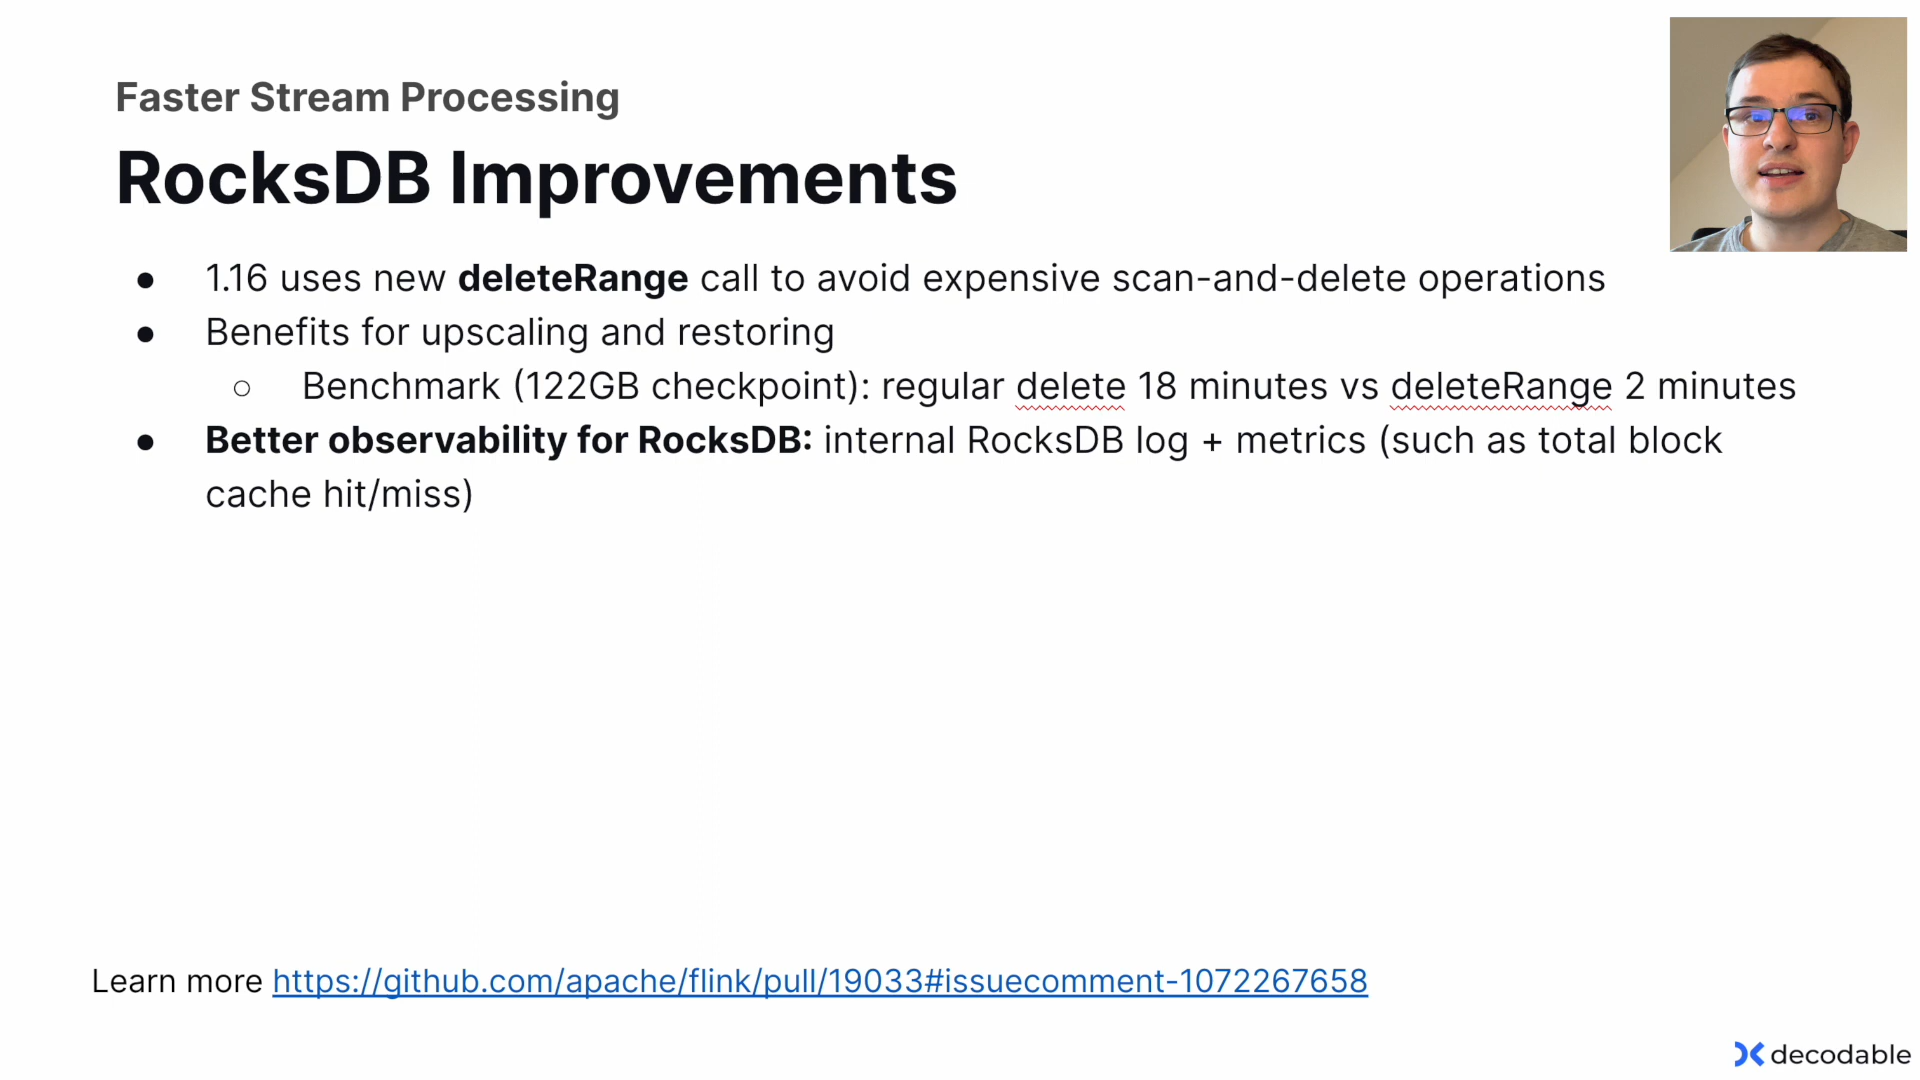 Faster Stream Processing
RocksDB Improvements
● 1.16 uses new deleteRange call to avoid expensive scan-and-delete operations
● Benefits for upscaling and restoring
○ Benchmark (122GB checkpoint): regular delete 18 minutes vs deleteRange 2 minutes
● Better observability for RocksDB: internal RocksDB log + metrics (such as total block
cache hit/miss)
Learn more https://github.com/apache/flink/pull/19033#issuecomment-1072267658
decodable